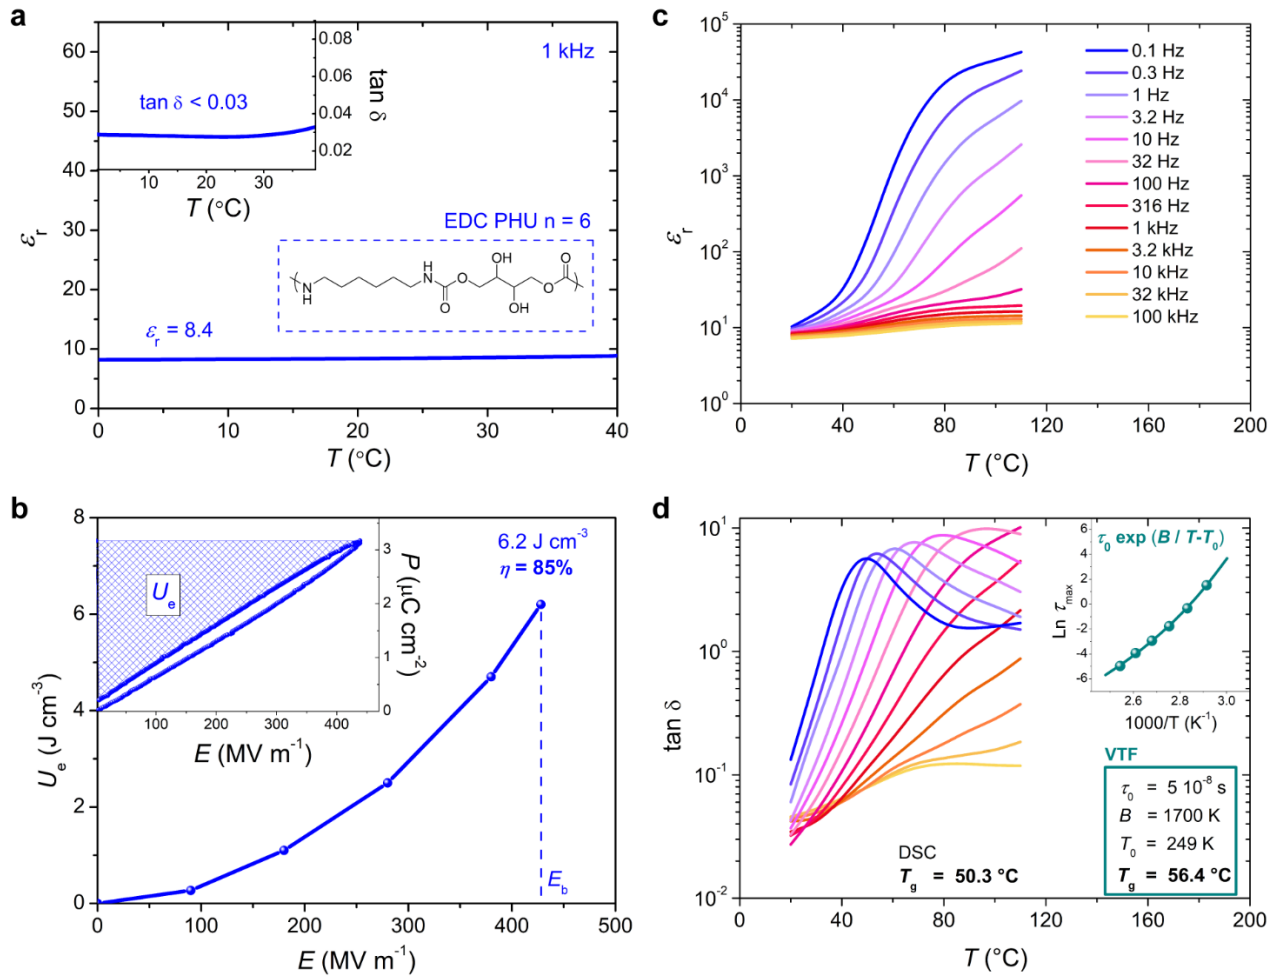 a
1 kHz
tan δ < 0.03
0.08
0.06
0.04
0.02
tan δ
10 20 30
T (°C)
EDC PHU n = 6
OH
H
N
O
O
N
H
O
OH
O
εr = 8.4
60
50
40
30
20
10
0
εr
0 10 20 30 40
T (°C)
b
6.2 J cm-3
η = 85%
Ue
3
2
1
0
P (μC cm-2)
100 200 300 400
E (MV m-1)
Eb
8
6
4
2
0
Ue (J cm-3)
0 100 200 300 400 500
E (MV m-1)
c
10⁵
10⁴
10³
10²
10¹
10⁰
εr
0.1 Hz
0.3 Hz
1 Hz
3.2 Hz
10 Hz
32 Hz
100 Hz
316 Hz
1 kHz
3.2 kHz
10 kHz
32 kHz
100 kHz
0 40 80 120 160 200
T (°C)
d
10¹
10⁰
10⁻¹
10⁻²
tan δ
τ0 exp (B / T-T0)
6
4
2
0
-2
-4
-6
Ln τmax
2.6 2.8 3.0
1000/T (K-1)
VTF
τ0 = 5 10-8 s
B = 1700 K
T0 = 249 K
Tg = 56.4 °C
DSC
Tg = 50.3 °C
0 40 80 120 160 200
T (°C)